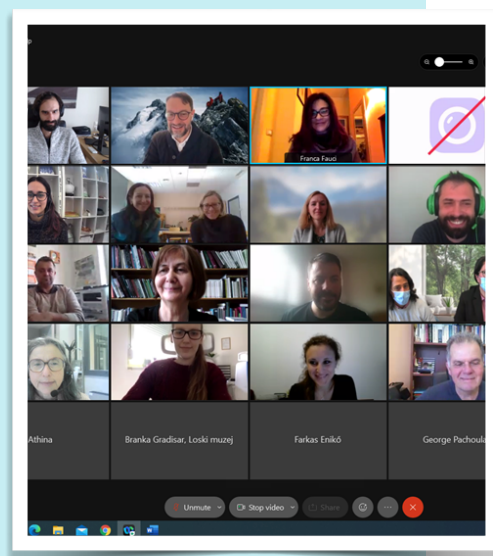 Franca Fauci
Athina
Branka Gradisar, Loski muzej
Farkas Enikő
George Pachoula
Unmute
Stop video
Share